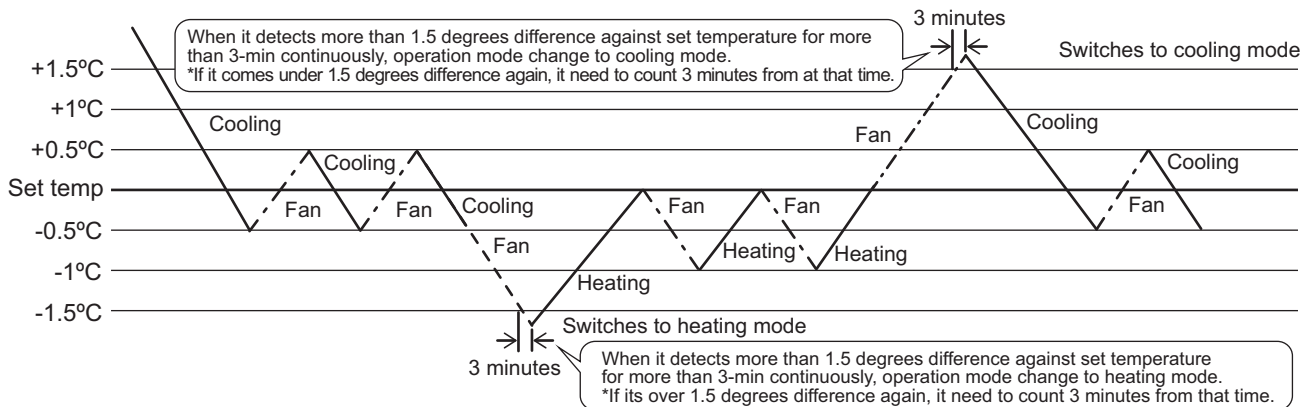 3 minutes
When it detects more than 1.5 degrees difference against set temperature for more
than 3-min continuously, operation mode change to cooling mode.
*If it comes under 1.5 degrees difference again, it need to count 3 minutes from at that time.
Switches to cooling mode
+1.5ºC
+1ºC
Cooling
Fan
Cooling
+0.5ºC
Cooling
Cooling
Set temp
Fan
Fan
Cooling
Fan
Fan
Fan
-0.5ºC
Fan
Heating
Heating
-1ºC
Heating
-1.5ºC
Switches to heating mode
3 minutes
When it detects more than 1.5 degrees difference against set temperature
for more than 3-min continuously, operation mode change to heating mode.
*If its over 1.5 degrees difference again, it need to count 3 minutes from that time.